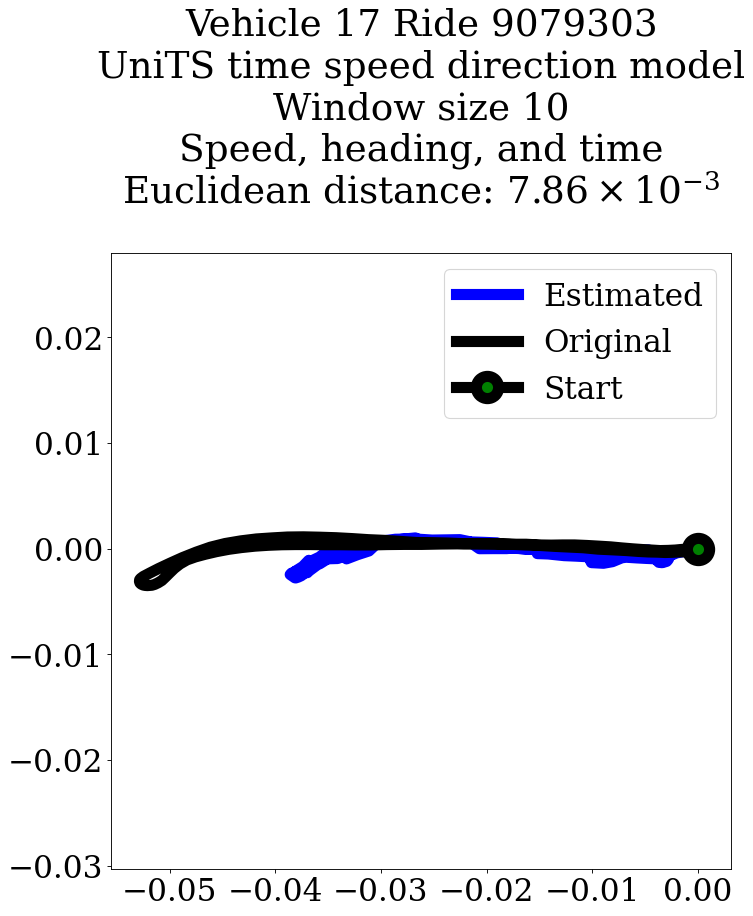 Vehicle 17 Ride 9079303
UniTS time speed direction model
Window size 10
Speed, heading, and time
Euclidean distance: 7.86 × 10⁻³
Estimated
Original
Start
0.02
0.01
0.00
−0.01
−0.02
−0.03
−0.05 −0.04 −0.03 −0.02 −0.01 0.00